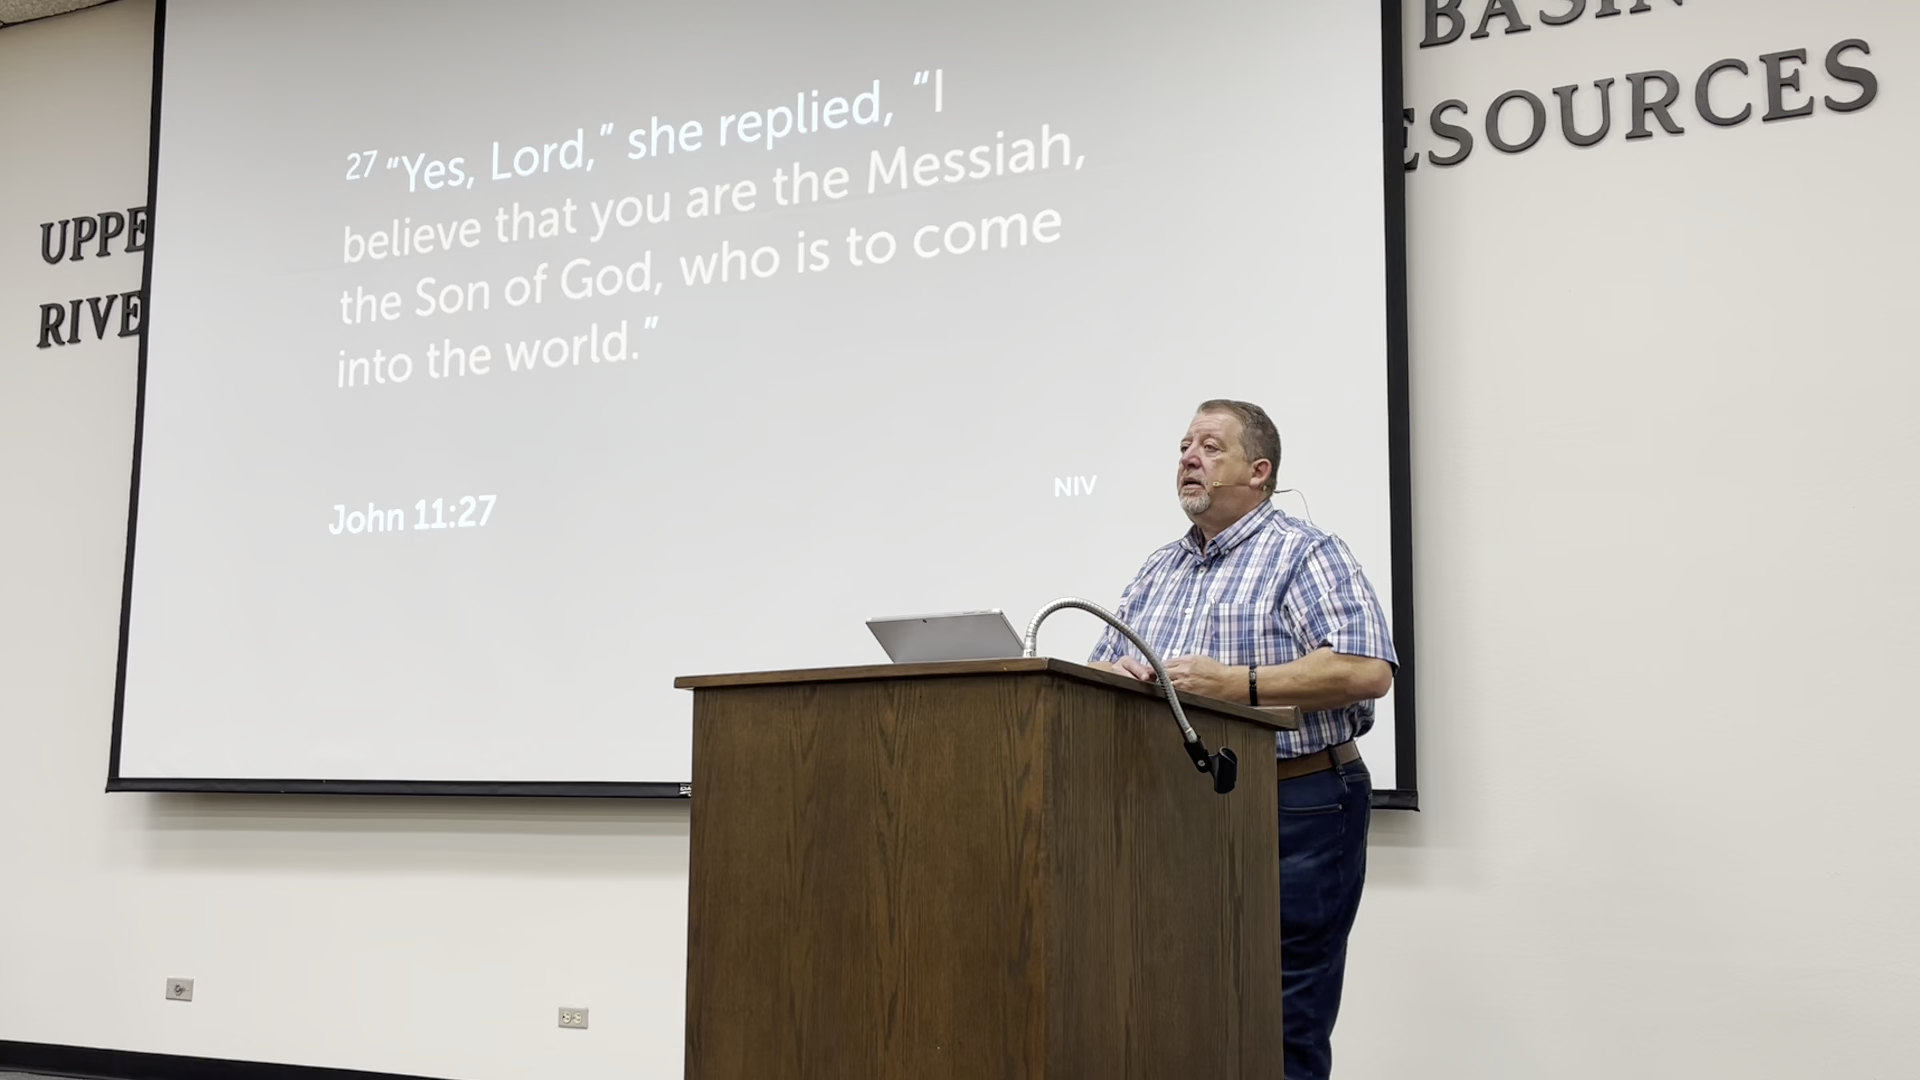 BASIN
ESOURCES
UPPE
RIVE
27 “Yes, Lord,” she replied, “I
believe that you are the Messiah,
the Son of God, who is to come
into the world.”
John 11:27
NIV